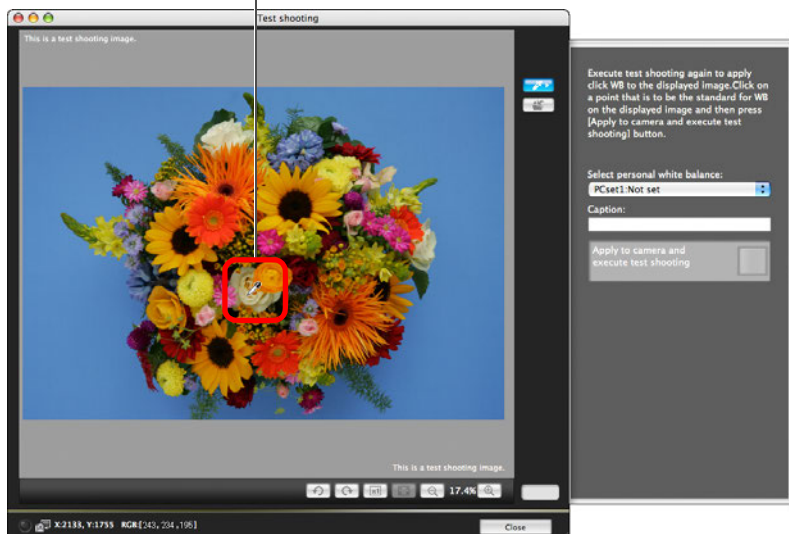 Test shooting
This is a test shooting image.
Execute test shooting again to apply
click WB to the displayed image.Click on
a point that is to be the standard for WB
on the displayed image and then press
[Apply to camera and execute test
shooting] button.
Select personal white balance:
PCset1:Not set
Caption:
Apply to camera and
execute test shooting
This is a test shooting image.
x1
17.4%
X:2133, Y:1755 RGB:[243, 234 ,195]
Close